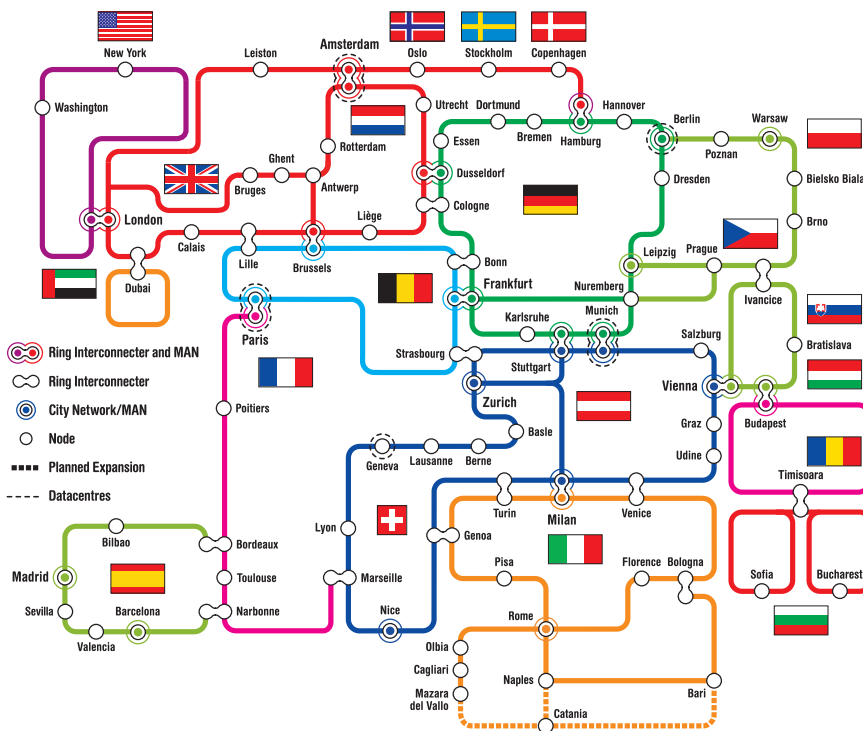 New York
Washington
Leiston
Amsterdam
Oslo
Stockholm
Copenhagen
Utrecht
Dortmund
Bremen
Hamburg
Hannover
Berlin
Warsaw
Poznan
Essen
Rotterdam
Ghent
Bruges
Antwerp
Dusseldorf
Dresden
Bielsko Biala
Cologne
London
Calais
Liège
Brno
Lille
Brussels
Bonn
Leipzig
Prague
Dubai
Frankfurt
Nuremberg
Ivancice
Paris
Karlsruhe
Munich
Salzburg
Bratislava
Strasbourg
Stuttgart
Vienna
Zurich
Budapest
Graz
Poitiers
Basle
Udine
Geneva
Lausanne
Berne
Timisoara
Turin
Milan
Venice
Lyon
Genoa
Bilbao
Bordeaux
Madrid
Toulouse
Marseille
Pisa
Florence
Bologna
Sofia
Bucharest
Sevilla
Barcelona
Narbonne
Nice
Rome
Valencia
Olbia
Cagliari
Mazara
del Vallo
Naples
Bari
Catania
Ring Interconnecter and MAN
Ring Interconnecter
City Network/MAN
Node
Planned Expansion
Datacentres